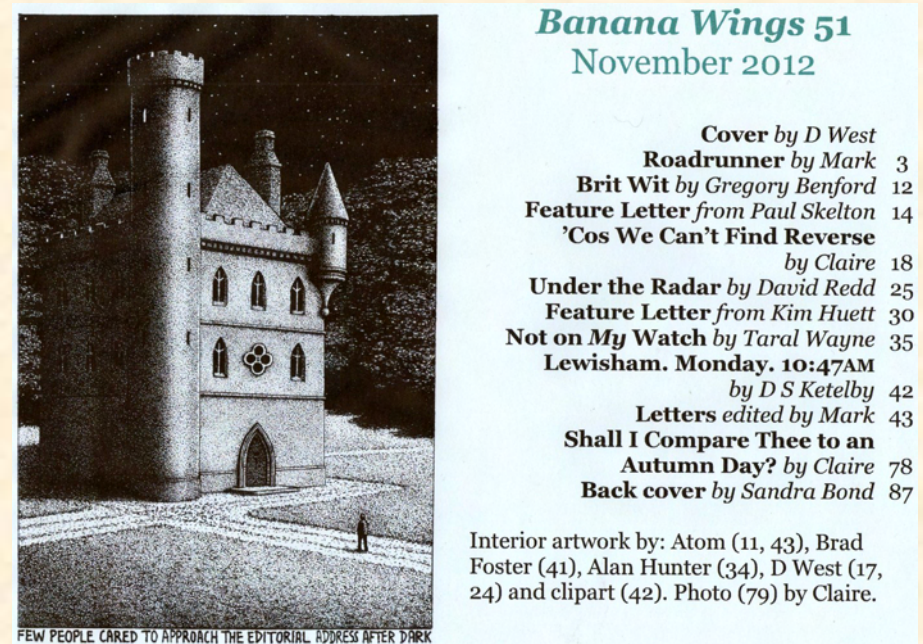 Banana Wings 51
November 2012
Cover by D West
Roadrunner by Mark 3
Brit Wit by Gregory Benford 12
Feature Letter from Paul Skelton 14
’Cos We Can’t Find Reverse
by Claire 18
Under the Radar by David Redd 25
Feature Letter from Kim Huett 30
Not on My Watch by Taral Wayne 35
Lewisham. Monday. 10:47AM
by D S Ketelby 42
Letters edited by Mark 43
Shall I Compare Thee to an
Autumn Day? by Claire 78
Back cover by Sandra Bond 87
Interior artwork by: Atom (11, 43), Brad
Foster (41), Alan Hunter (34), D West (17,
24) and clipart (42). Photo (79) by Claire.
FEW PEOPLE CARED TO APPROACH THE EDITORIAL ADDRESS AFTER DARK